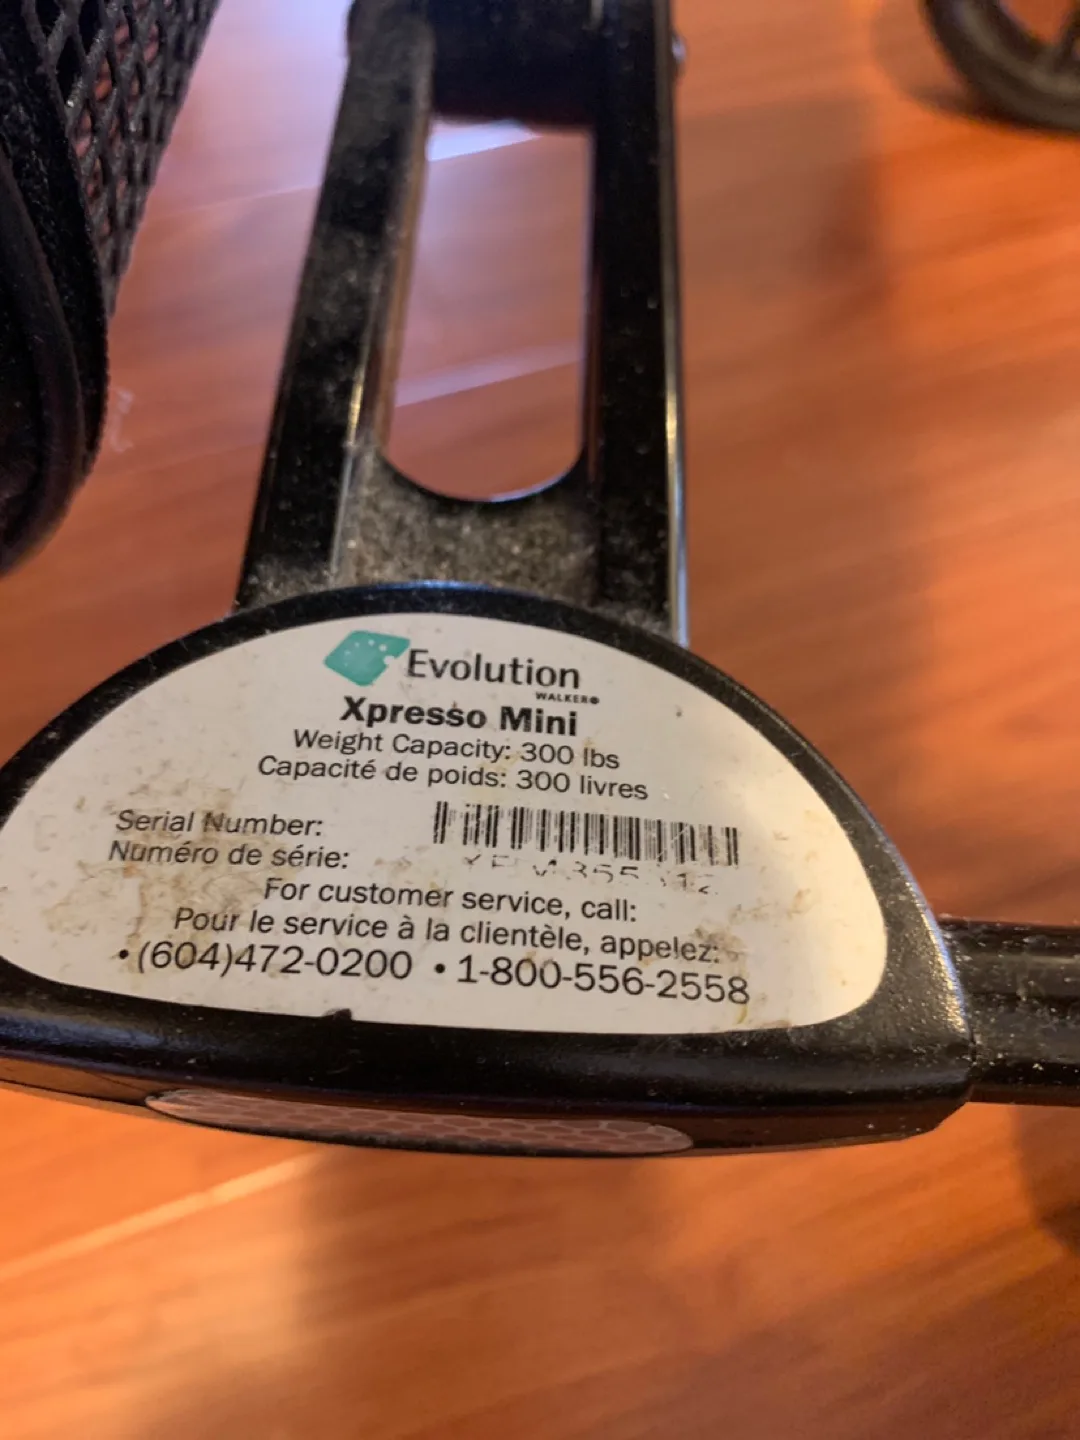 Evolution
WALKER®
Xpresso Mini
Weight Capacity: 300 lbs
Capacité de poids: 300 livres
Serial Number:
Numéro de série:
For customer service, call:
Pour le service à la clientèle, appelez:
•(604)472-0200 •1-800-556-2558